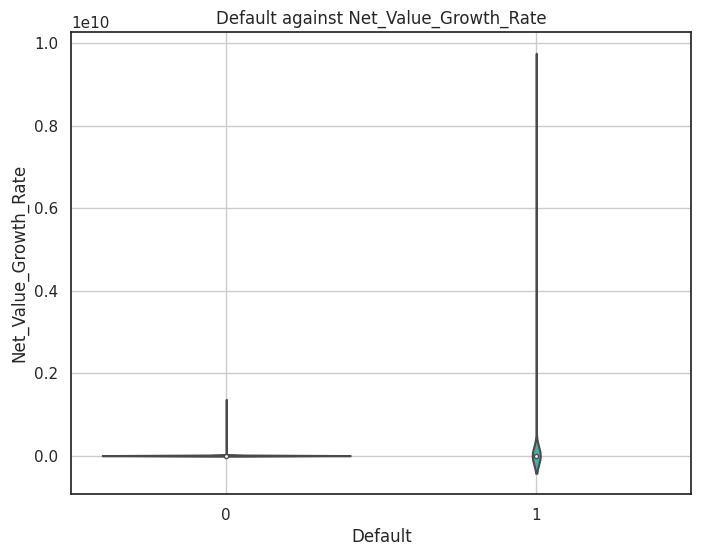 Default against Net_Value_Growth_Rate
1e10
1.0
0.8
0.6
0.4
0.2
0.0
Net_Value_Growth_Rate
0
1
Default